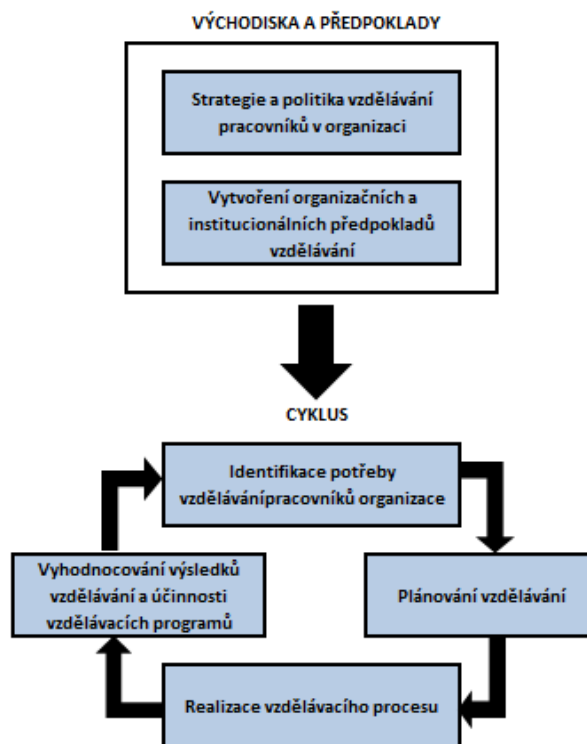 VÝCHODISKA A PŘEDPOKLADY
Strategie a politika vzdělávání
pracovníků v organizaci
Vytvoření organizačních a
institucionálních předpokladů
vzdělávání
CYKLUS
Identifikace potřeby
vzdělávánípracovníků organizace
Vyhodnocování výsledků
vzdělávání a účinnosti
vzdělávacích programů
Plánování vzdělávání
Realizace vzdělávacího procesu